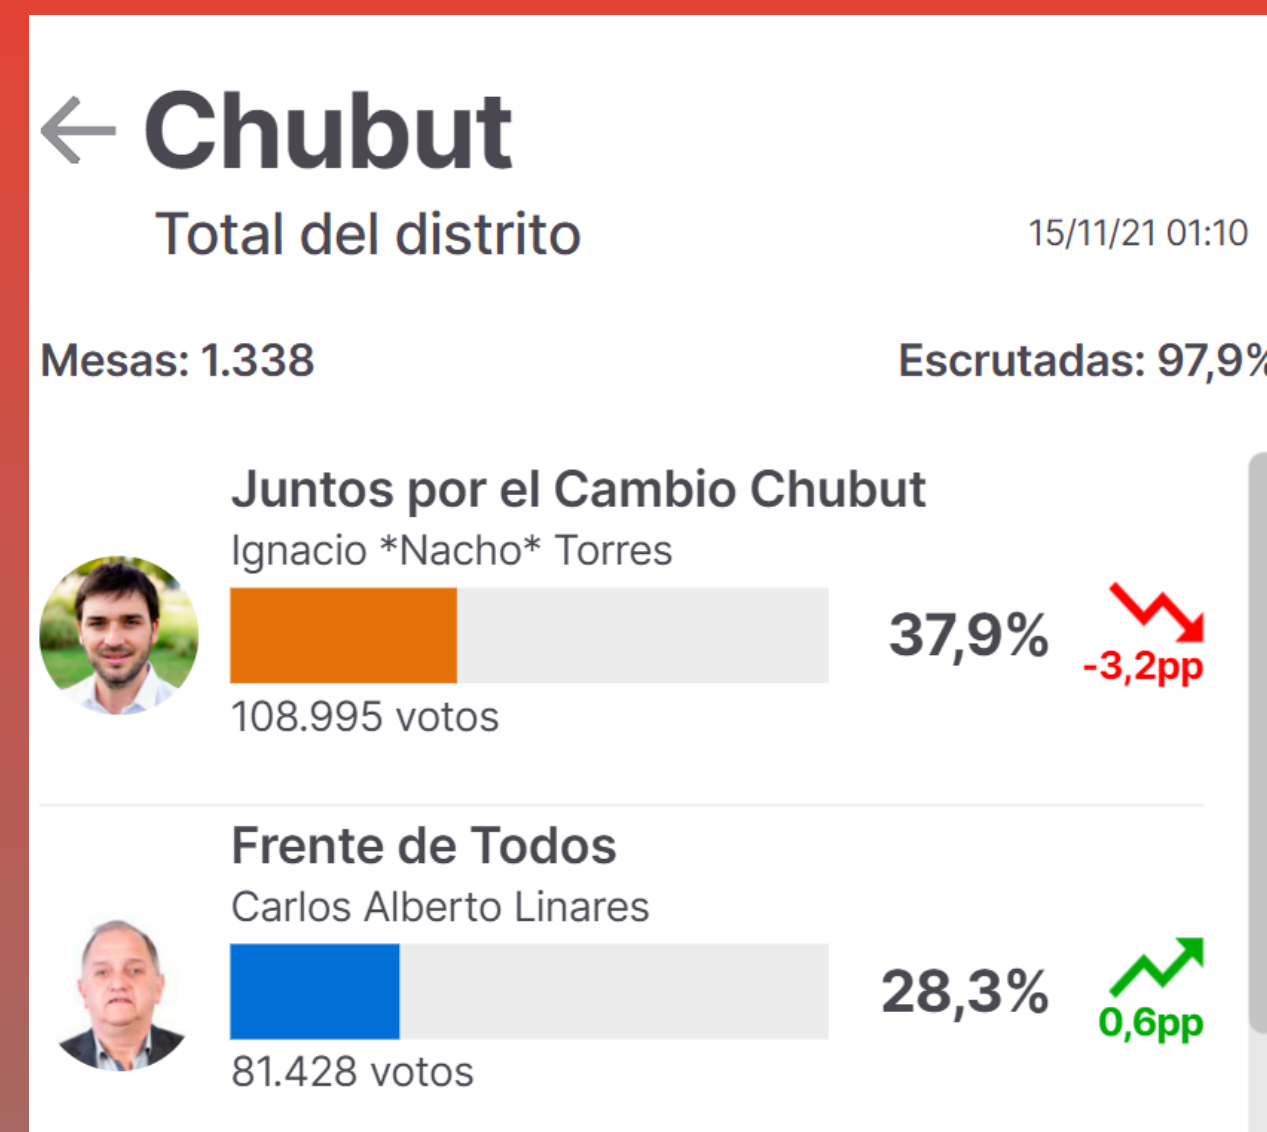 Chubut
Total del distrito
15/11/21 01:10
Mesas: 1.338
Escrutadas: 97,9%
Juntos por el Cambio Chubut
Ignacio *Nacho* Torres
37,9%
-3,2pp
108.995 votos
Frente de Todos
Carlos Alberto Linares
28,3%
0,6pp
81.428 votos